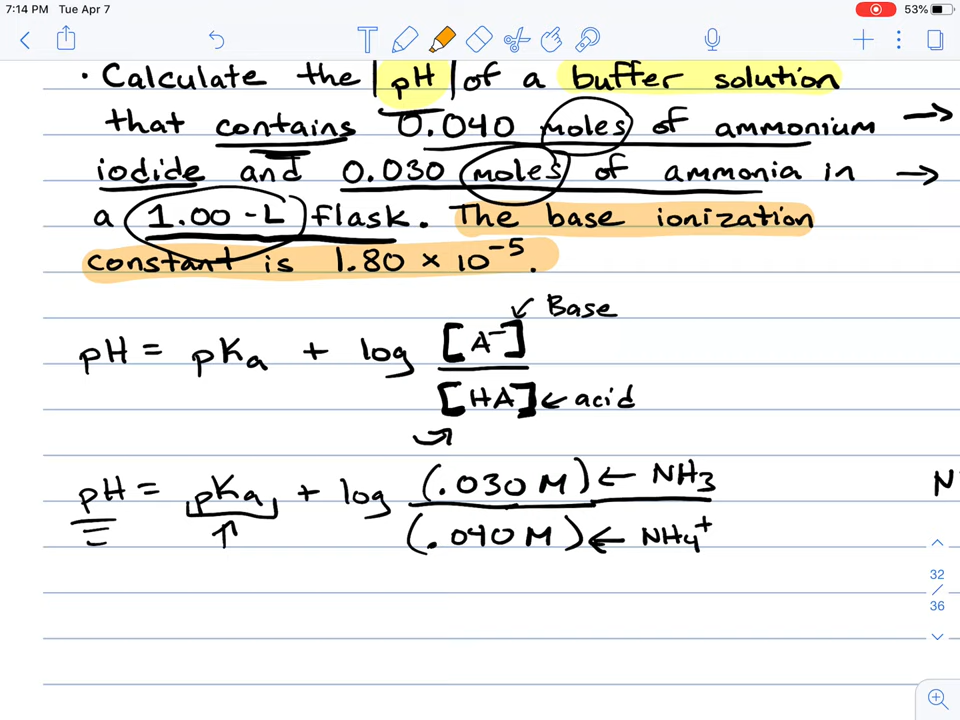 7:14 PM Tue Apr 7 53%
T
• Calculate the pH of a buffer solution
that contains 0.040 moles of ammonium →
iodide and 0.030 moles of ammonia in →
a 1.00-L flask. The base ionization
constant is 1.80 × 10⁻⁵.
↙ Base
pH = pKa + log [A⁻]
[HA] ← acid
pH = pKa + log (.030 M) ← NH₃
N
(.040 M) ← NH₄⁺
32
/
36